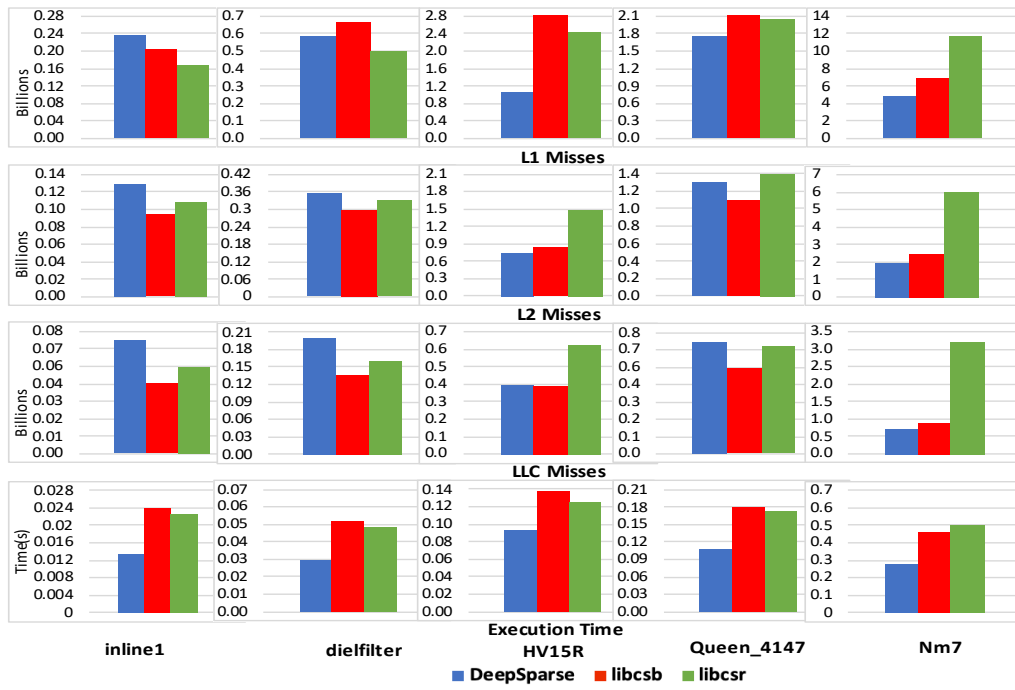 0.28 0.7 2.8 2.1 14
0.24 0.6 2.4 1.8 12
0.20 0.5 2.0 1.5 10
0.16 0.4 1.6 1.2 8
0.12 0.3 1.2 0.9 6
0.08 0.2 0.8 0.6 4
0.04 0.1 0.4 0.3 2
0.00 0.0 0.0 0.0 0
Billions
L1 Misses
0.14 0.42 2.1 1.4 7
0.12 0.36 1.8 1.2 6
0.10 0.3 1.5 1.0 5
0.08 0.24 1.2 0.8 4
0.06 0.18 0.9 0.6 3
0.04 0.12 0.6 0.4 2
0.02 0.06 0.3 0.2 1
0.00 0 0.0 0.0 0
Billions
L2 Misses
0.08 0.21 0.7 0.8 3.5
0.18 0.6 0.7 3.0
0.06 0.15 0.5 0.6 2.5
0.04 0.12 0.4 2.0
0.03 0.09 0.3 0.3 1.5
0.06 0.2 0.2 1.0
0.01 0.03 0.1 0.1 0.5
0.00 0.00 0.0 0.0 0.0
Billions
LLC Misses
0.028 0.07 0.14 0.21 0.7
0.024 0.06 0.12 0.18 0.6
0.02 0.05 0.10 0.15 0.5
0.016 0.04 0.08 0.12 0.4
0.012 0.03 0.06 0.09 0.3
0.008 0.02 0.04 0.06 0.2
0.004 0.01 0.02 0.03 0.1
0 0.00 0.00 0.00 0
Time(s)
Execution Time
inline1 dielfilter HV15R Queen_4147 Nm7
DeepSparse libcsb libcsr